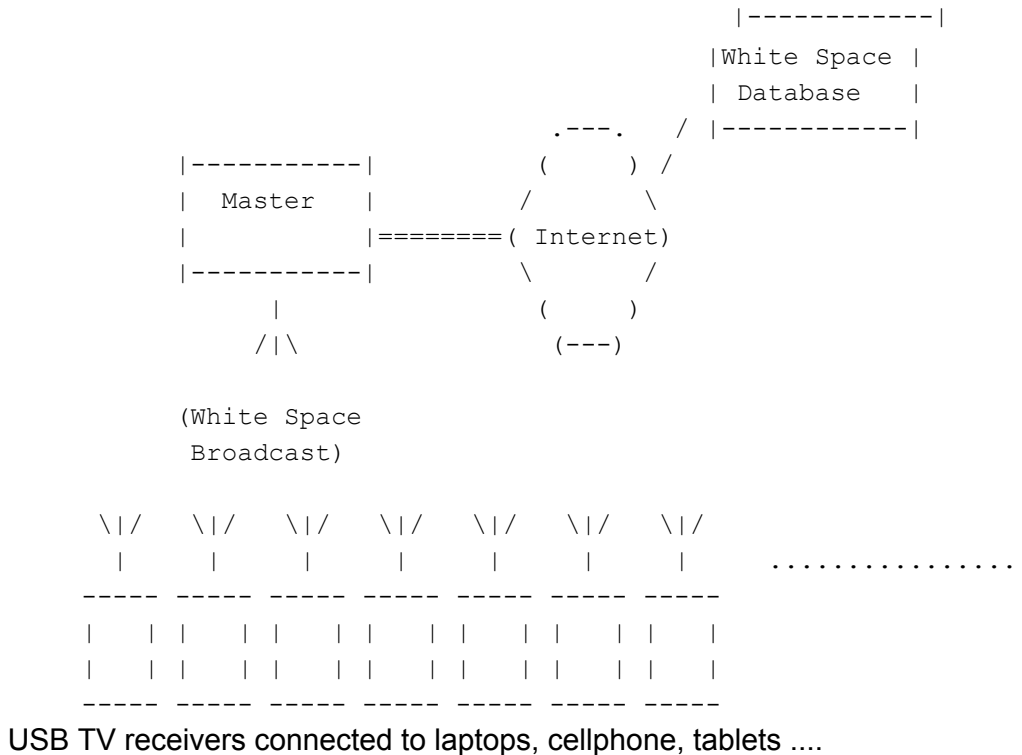 |------------|
|White Space |
| Database   |
.---.   / |------------|
|-----------|           (     ) /
|  Master   |          /       \
|           |========( Internet)
|-----------|          \       /
|                 (     )
/|\                (---)
(White Space
Broadcast)
\|/   \|/   \|/   \|/   \|/   \|/   \|/
|     |     |     |     |     |     |     ................
----- ----- ----- ----- ----- ----- -----
|   | |   | |   | |   | |   | |   | |   |
|   | |   | |   | |   | |   | |   | |   |
----- ----- ----- ----- ----- ----- -----
USB TV receivers connected to laptops, cellphone, tablets ....